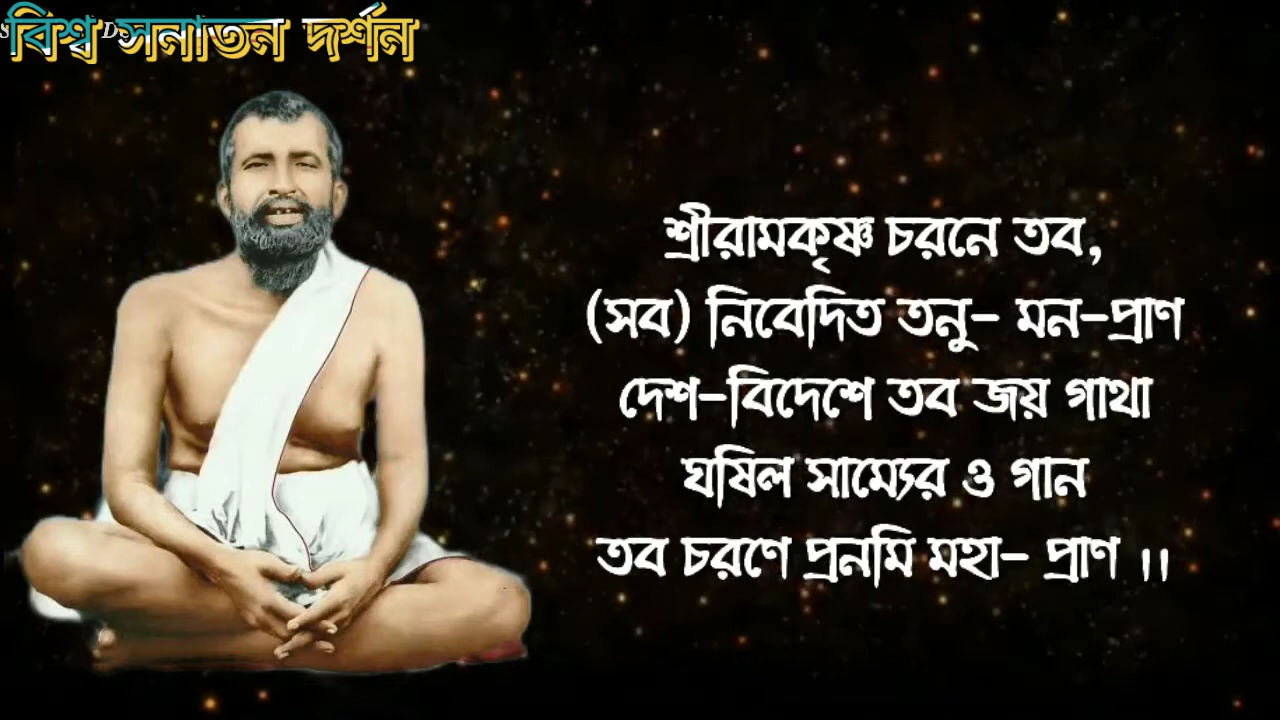 বিশ্ব সনাতন দর্শন
শ্রীরামকৃষ্ণ চরনে তব,
(সব) নিবেদিত তনু- মন-প্রাণ
দেশ-বিদেশে তব জয় গাথা
ঘষিল সাম্যের ও গান
তব চরণে প্রনমি মহা- প্রাণ ।।